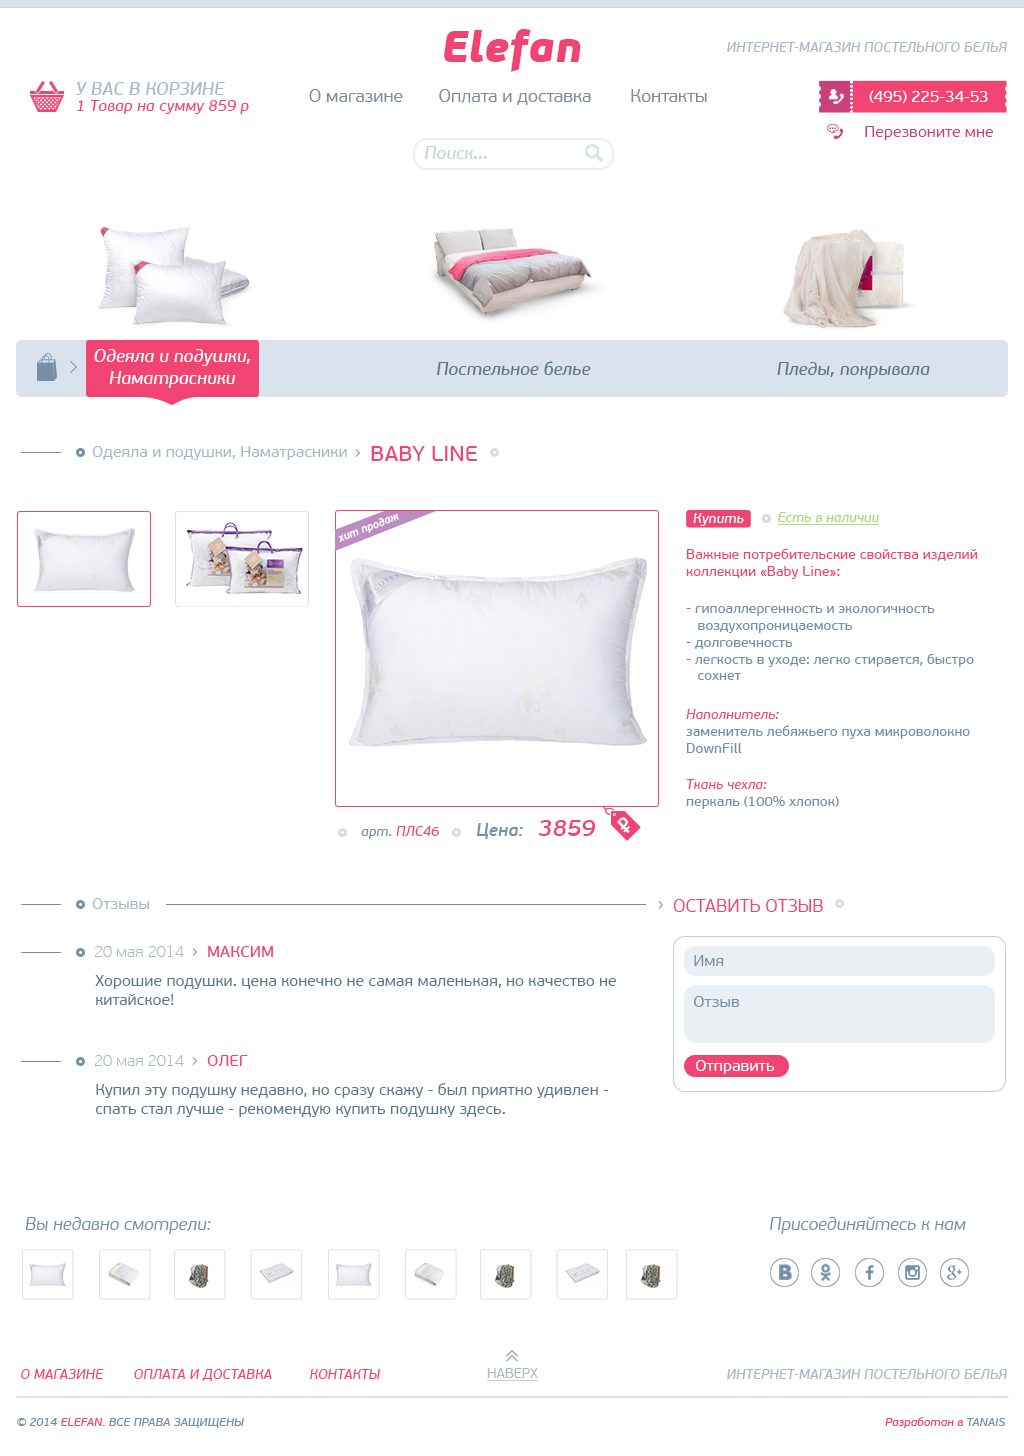 Elefan
ИНТЕРНЕТ-МАГАЗИН ПОСТЕЛЬНОГО БЕЛЬЯ
У ВАС В КОРЗИНЕ
1 Товар на сумму 859 р
О магазине
Оплата и доставка
Контакты
(495) 225-34-53
Перезвоните мне
Поиск...
Одеяла и подушки,
Наматрасники
Постельное белье
Пледы, покрывала
Одеяла и подушки, Наматрасники > BABY LINE
хит продаж
Купить
Есть в наличии
Важные потребительские свойства изделий
коллекции «Baby Line»:
- гипоаллергенность и экологичность
воздухопроницаемость
- долговечность
- легкость в уходе: легко стирается, быстро
сохнет
Наполнитель:
заменитель лебяжьего пуха микроволокно
DownFill
Ткань чехла:
перкаль (100% хлопок)
арт. ПЛС46
Цена: 3859
Отзывы
> ОСТАВИТЬ ОТЗЫВ
20 мая 2014 > МАКСИМ
Хорошие подушки. цена конечно не самая маленькая, но качество не
китайское!
20 мая 2014 > ОЛЕГ
Купил эту подушку недавно, но сразу скажу - был приятно удивлен -
спать стал лучше - рекомендую купить подушку здесь.
Имя
Отзыв
Отправить
Вы недавно смотрели:
Присоединяйтесь к нам
О МАГАЗИНЕ
ОПЛАТА И ДОСТАВКА
КОНТАКТЫ
НАВЕРХ
ИНТЕРНЕТ-МАГАЗИН ПОСТЕЛЬНОГО БЕЛЬЯ
© 2014 ELEFAN. ВСЕ ПРАВА ЗАЩИЩЕНЫ
Разработан в TANAIS